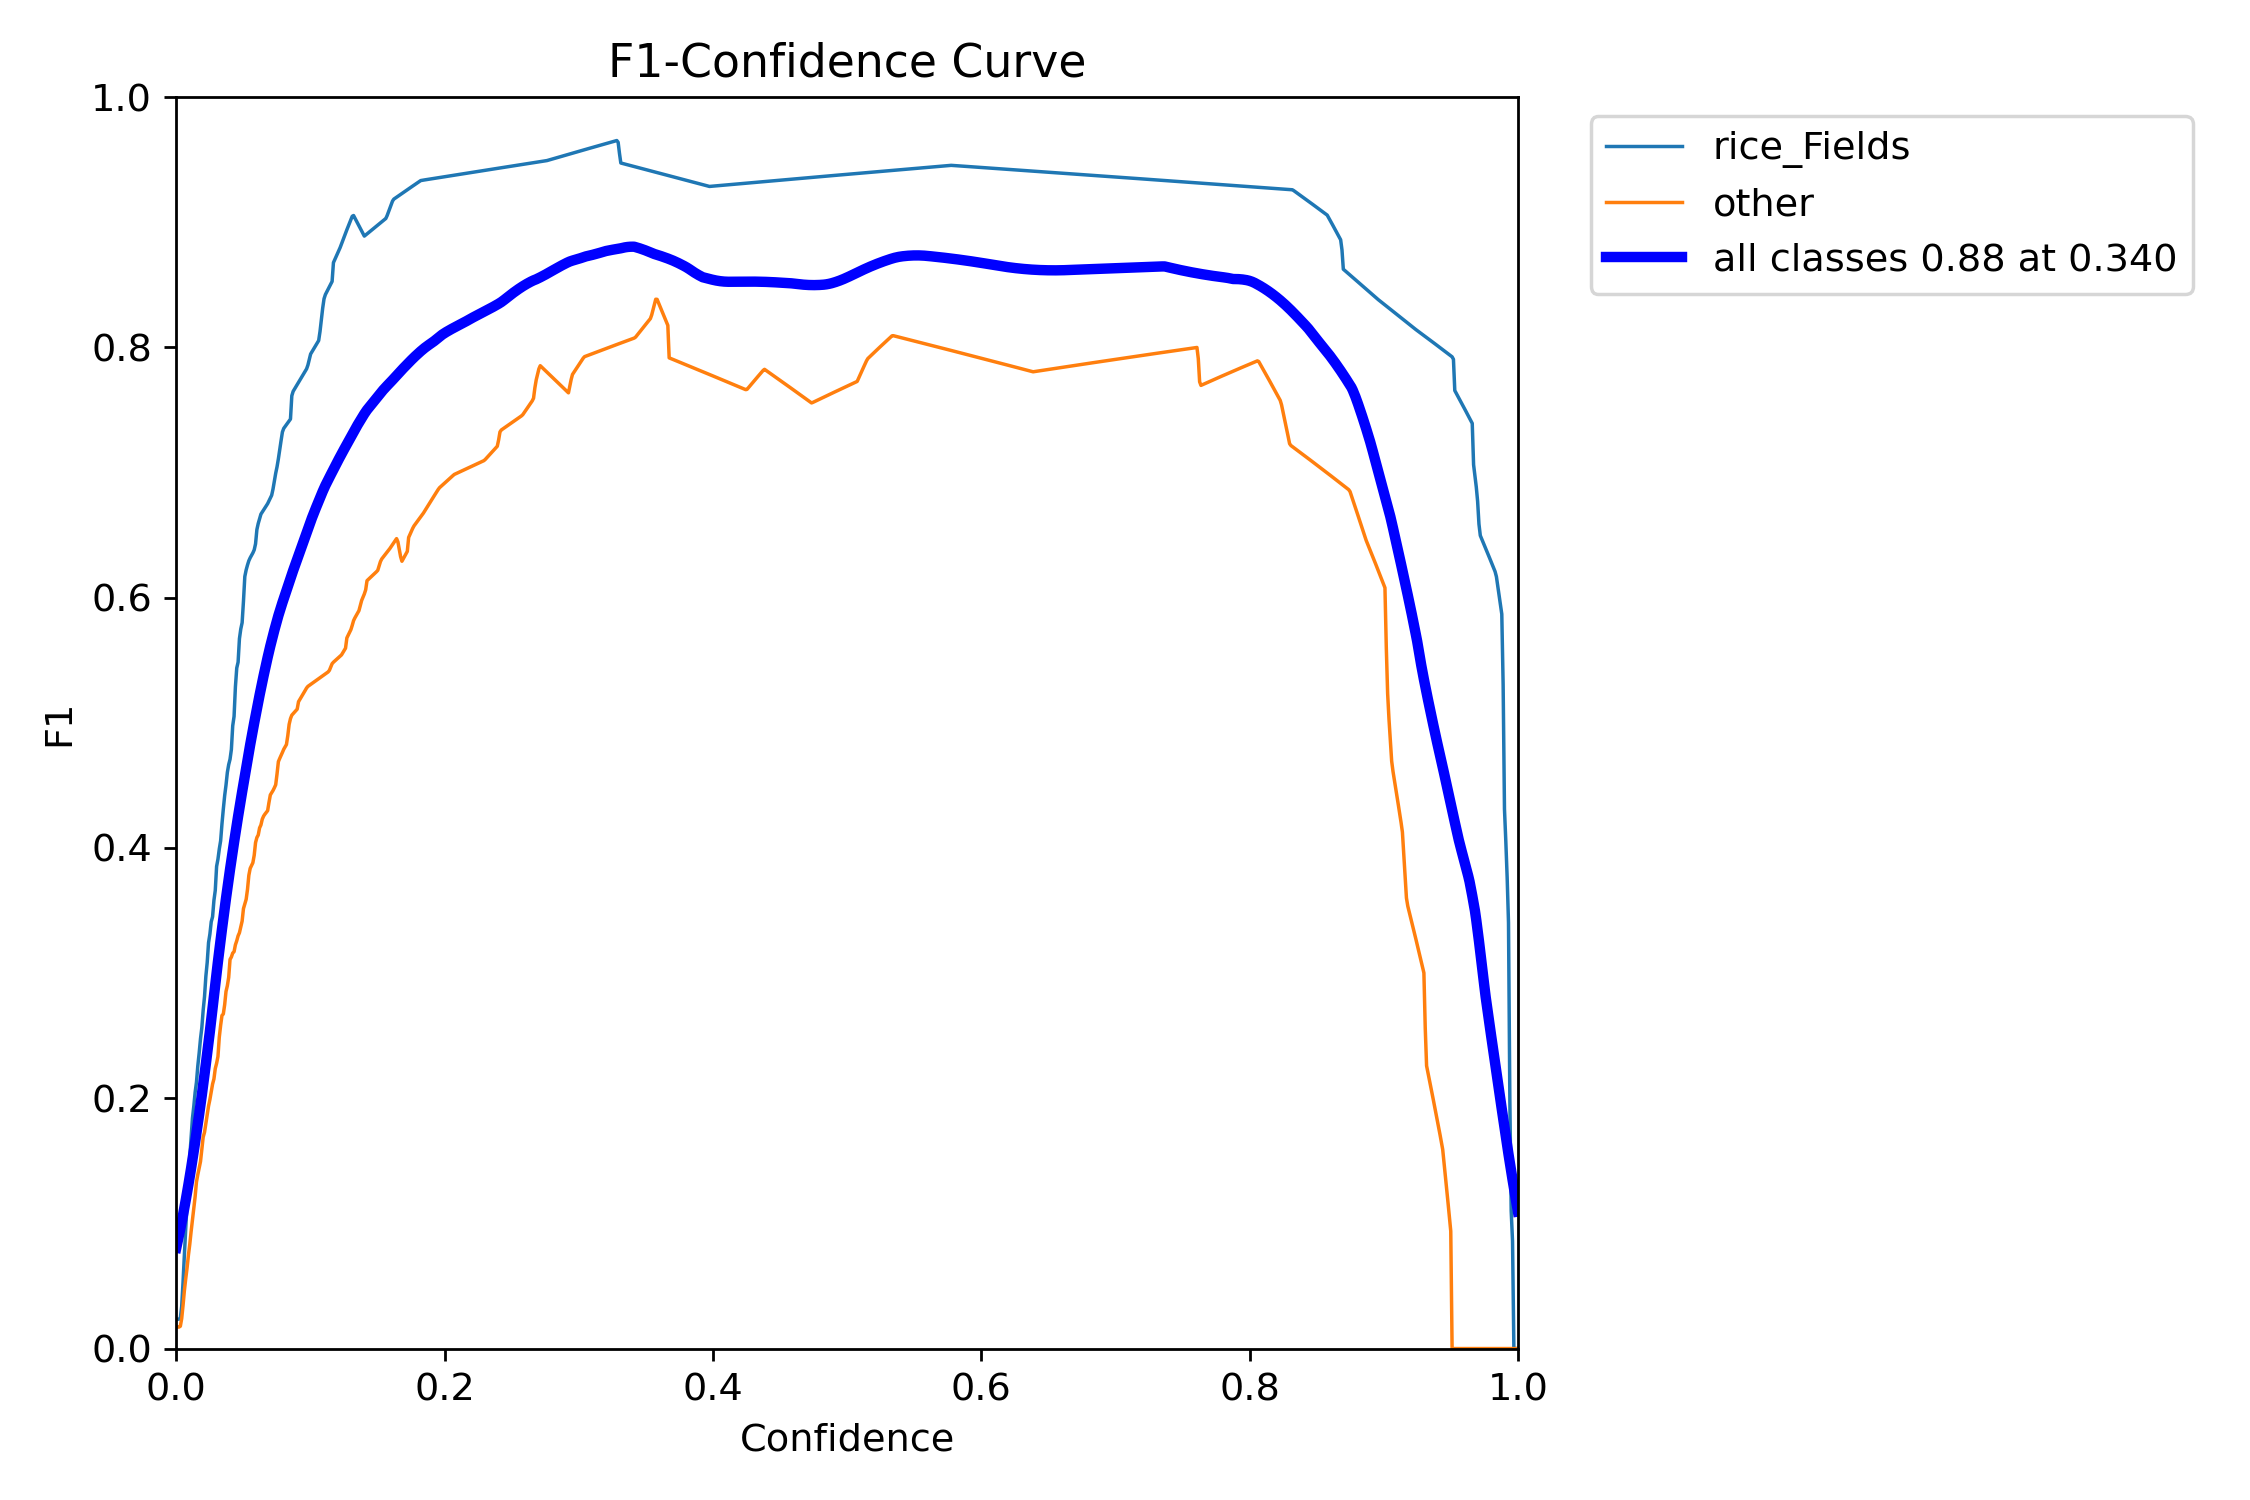 F1-Confidence Curve
rice_Fields
other
all classes 0.88 at 0.340
F1
1.0
0.8
0.6
0.4
0.2
0.0
0.0 0.2 0.4 0.6 0.8 1.0
Confidence